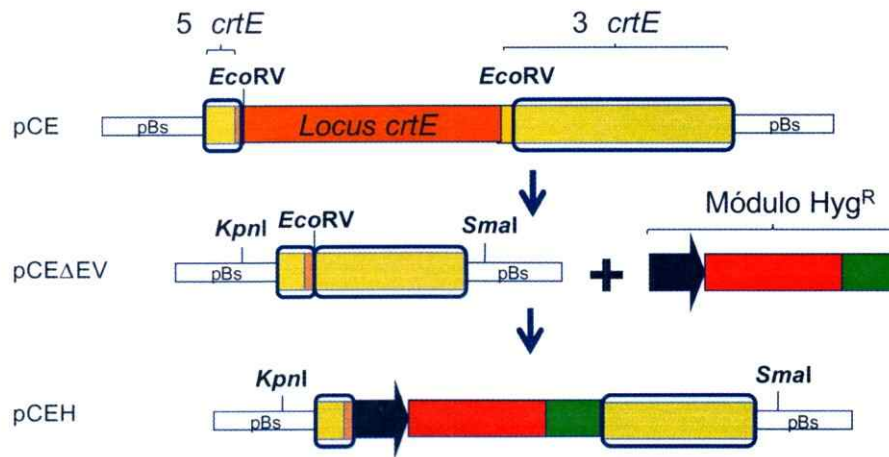 5 crtE
3 crtE
EcoRV
EcoRV
pCE
pBs
Locus crtE
pBs
Módulo HygR
KpnI
EcoRV
SmaI
pCEΔEV
pBs
pBs
+
KpnI
SmaI
pCEH
pBs
pBs